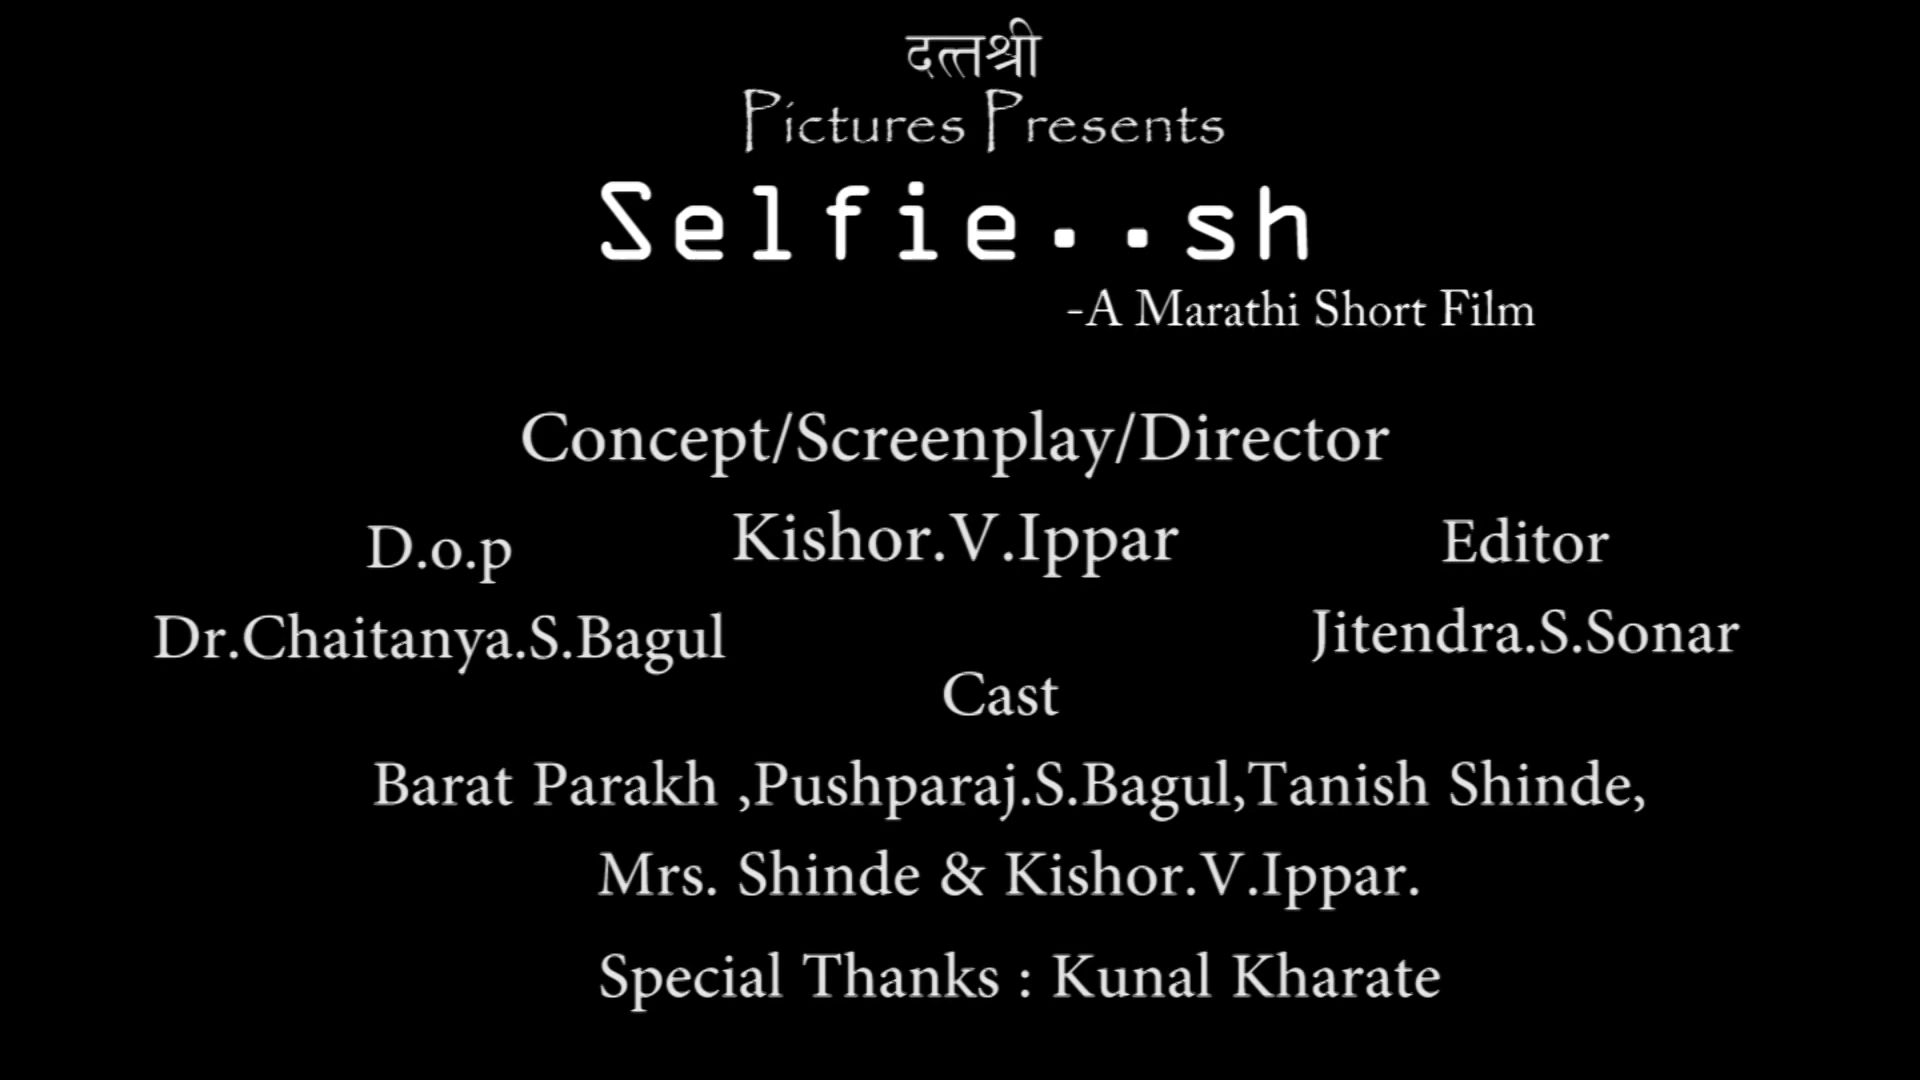 दत्तश्री
Pictures Presents
Selfie..sh
-A Marathi Short Film
Concept/Screenplay/Director
Kishor.V.Ippar
D.o.p
Dr.Chaitanya.S.Bagul
Editor
Jitendra.S.Sonar
Cast
Barat Parakh ,Pushparaj.S.Bagul,Tanish Shinde,
Mrs. Shinde & Kishor.V.Ippar.
Special Thanks : Kunal Kharate